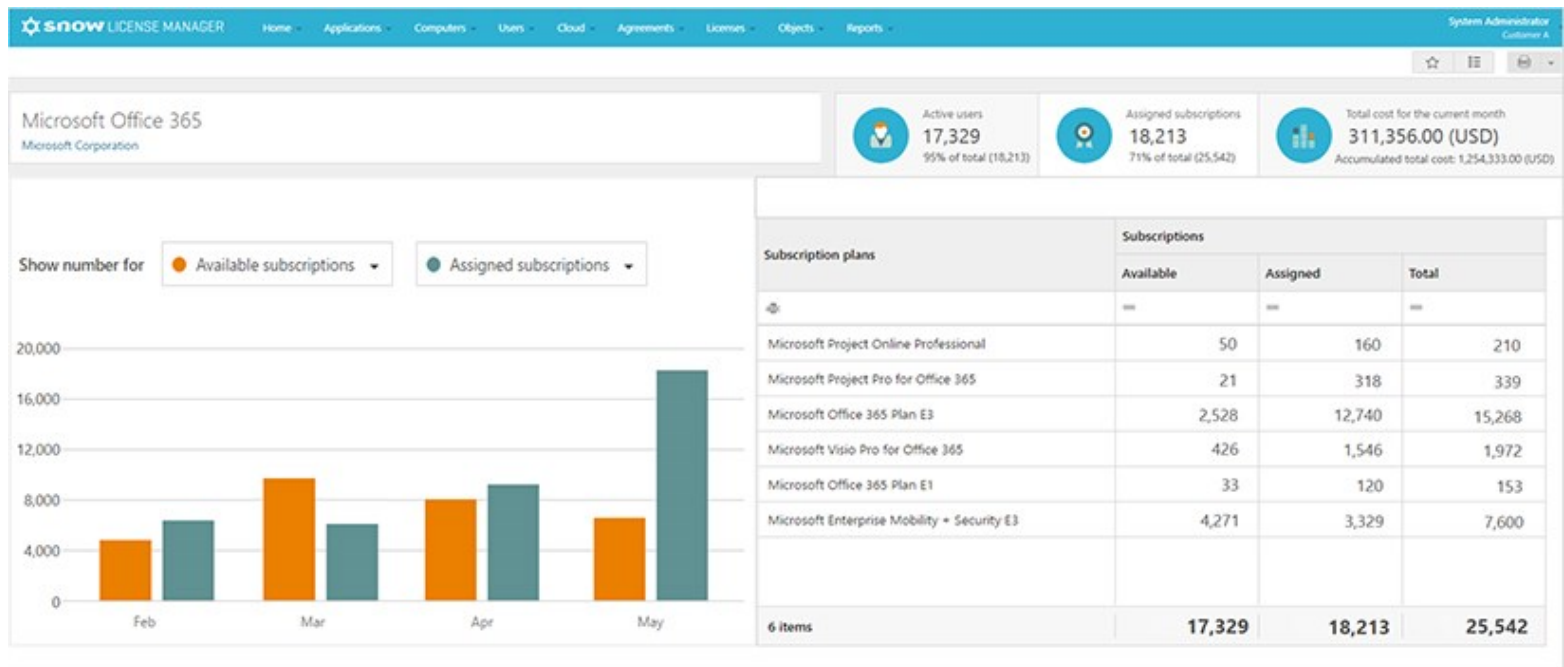 snow LICENSE MANAGER Home Applications Computers Users Cloud Agreements Licenses Objects Reports
System Administrator
Customer A
Microsoft Office 365
Microsoft Corporation
Active users
17,329
95% of total (18,213)
Assigned subscriptions
18,213
71% of total (25,542)
Total cost for the current month
311,356.00 (USD)
Accumulated total cost: 1,254,333.00 (USD)
Show number for Available subscriptions Assigned subscriptions
20,000
16,000
12,000
8,000
4,000
0
Feb Mar Apr May
Subscription plans Subscriptions
Available Assigned Total
Microsoft Project Online Professional 50 160 210
Microsoft Project Pro for Office 365 21 318 339
Microsoft Office 365 Plan E3 2,528 12,740 15,268
Microsoft Visio Pro for Office 365 426 1,546 1,972
Microsoft Office 365 Plan E1 33 120 153
Microsoft Enterprise Mobility + Security E3 4,271 3,329 7,600
6 items 17,329 18,213 25,542